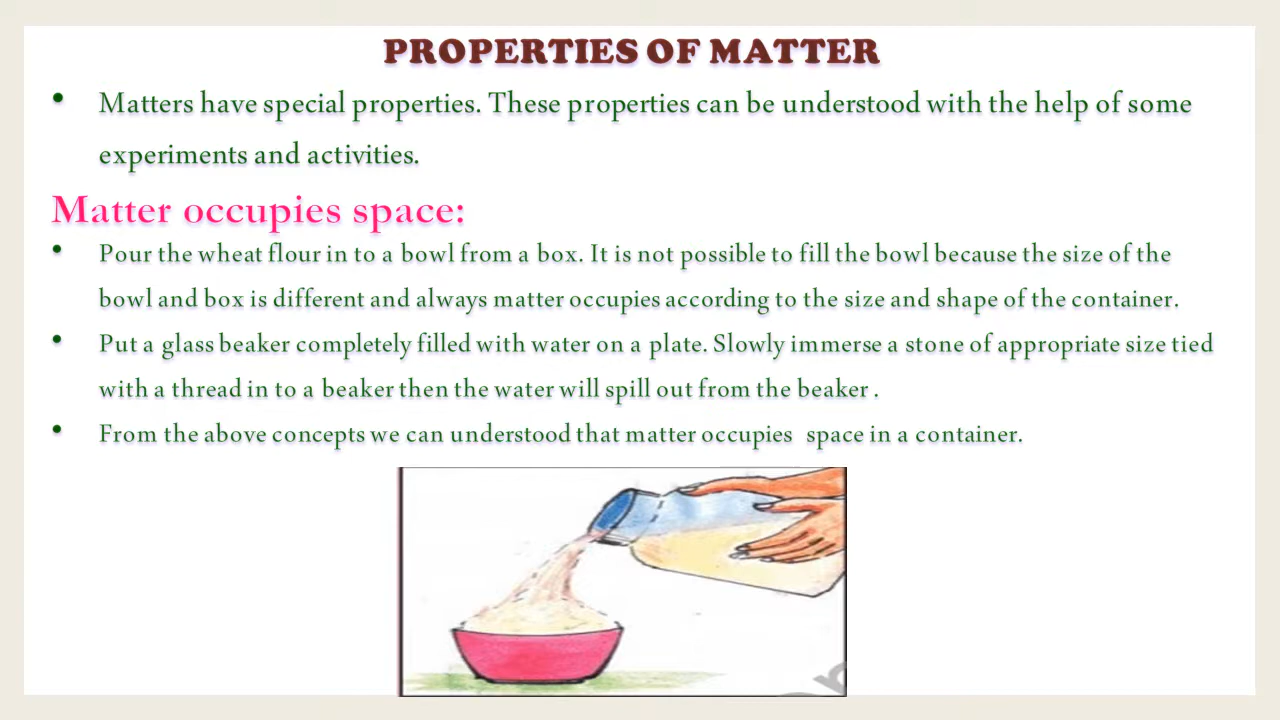 PROPERTIES OF MATTER
• Matters have special properties. These properties can be understood with the help of some
experiments and activities.
Matter occupies space:
• Pour the wheat flour in to a bowl from a box. It is not possible to fill the bowl because the size of the
bowl and box is different and always matter occupies according to the size and shape of the container.
• Put a glass beaker completely filled with water on a plate. Slowly immerse a stone of appropriate size tied
with a thread in to a beaker then the water will spill out from the beaker .
• From the above concepts we can understood that matter occupies space in a container.